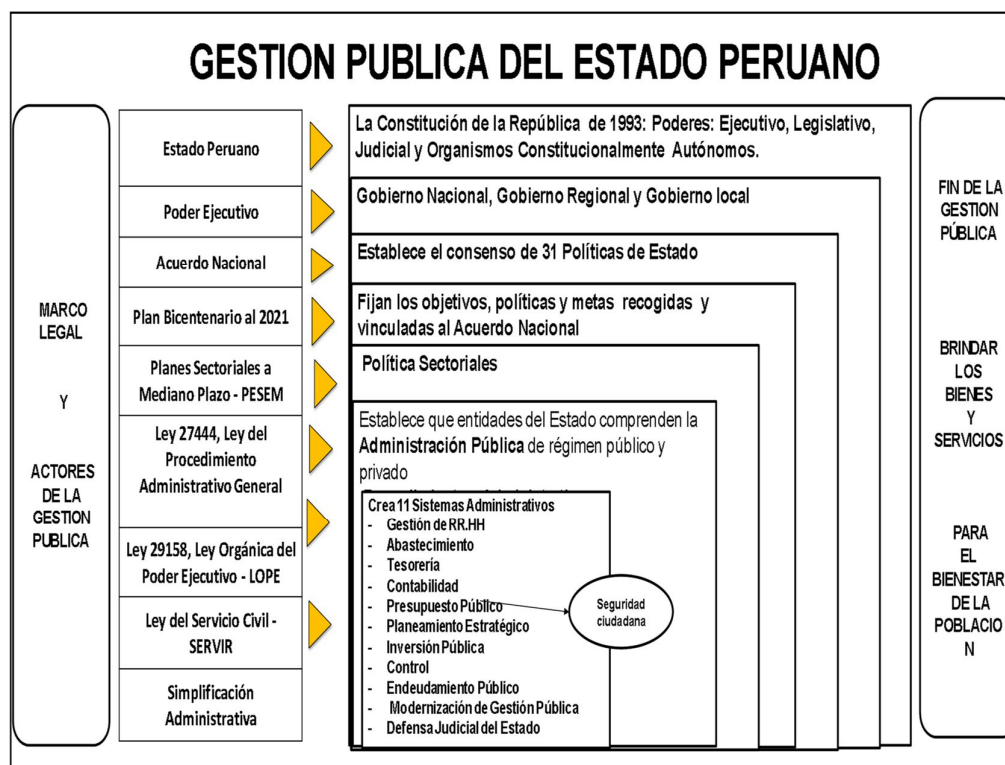 GESTION PUBLICA DEL ESTADO PERUANO
MARCO
LEGAL
Y
ACTORES
DE LA
GESTION
PUBLICA
Estado Peruano
La Constitución de la República de 1993: Poderes: Ejecutivo, Legislativo,
Judicial y Organismos Constitucionalmente Autónomos.
Poder Ejecutivo
Gobierno Nacional, Gobierno Regional y Gobierno local
Acuerdo Nacional
Establece el consenso de 31 Políticas de Estado
Plan Bicentenario al 2021
Fijan los objetivos, políticas y metas recogidas y
vinculadas al Acuerdo Nacional
Planes Sectoriales a
Mediano Plazo - PESEM
Política Sectoriales
Ley 27444, Ley del
Procedimiento
Administrativo General
Establece que entidades del Estado comprenden la
Administración Pública de régimen público y
privado
Ley 29158, Ley Orgánica del
Poder Ejecutivo - LOPE
Ley del Servicio Civil -
SERVIR
Simplificación
Administrativa
Crea 11 Sistemas Administrativos
- Gestión de RR.HH
- Abastecimiento
- Tesorería
- Contabilidad
- Presupuesto Público
- Planeamiento Estratégico
- Inversión Pública
- Control
- Endeudamiento Público
- Modernización de Gestión Pública
- Defensa Judicial del Estado
Seguridad
ciudadana
FIN DE LA
GESTION
PÚBLICA
BRINDAR
LOS
BIENES
Y
SERVICIOS
PARA
EL
BIENESTAR
DE LA
POBLACIO
N